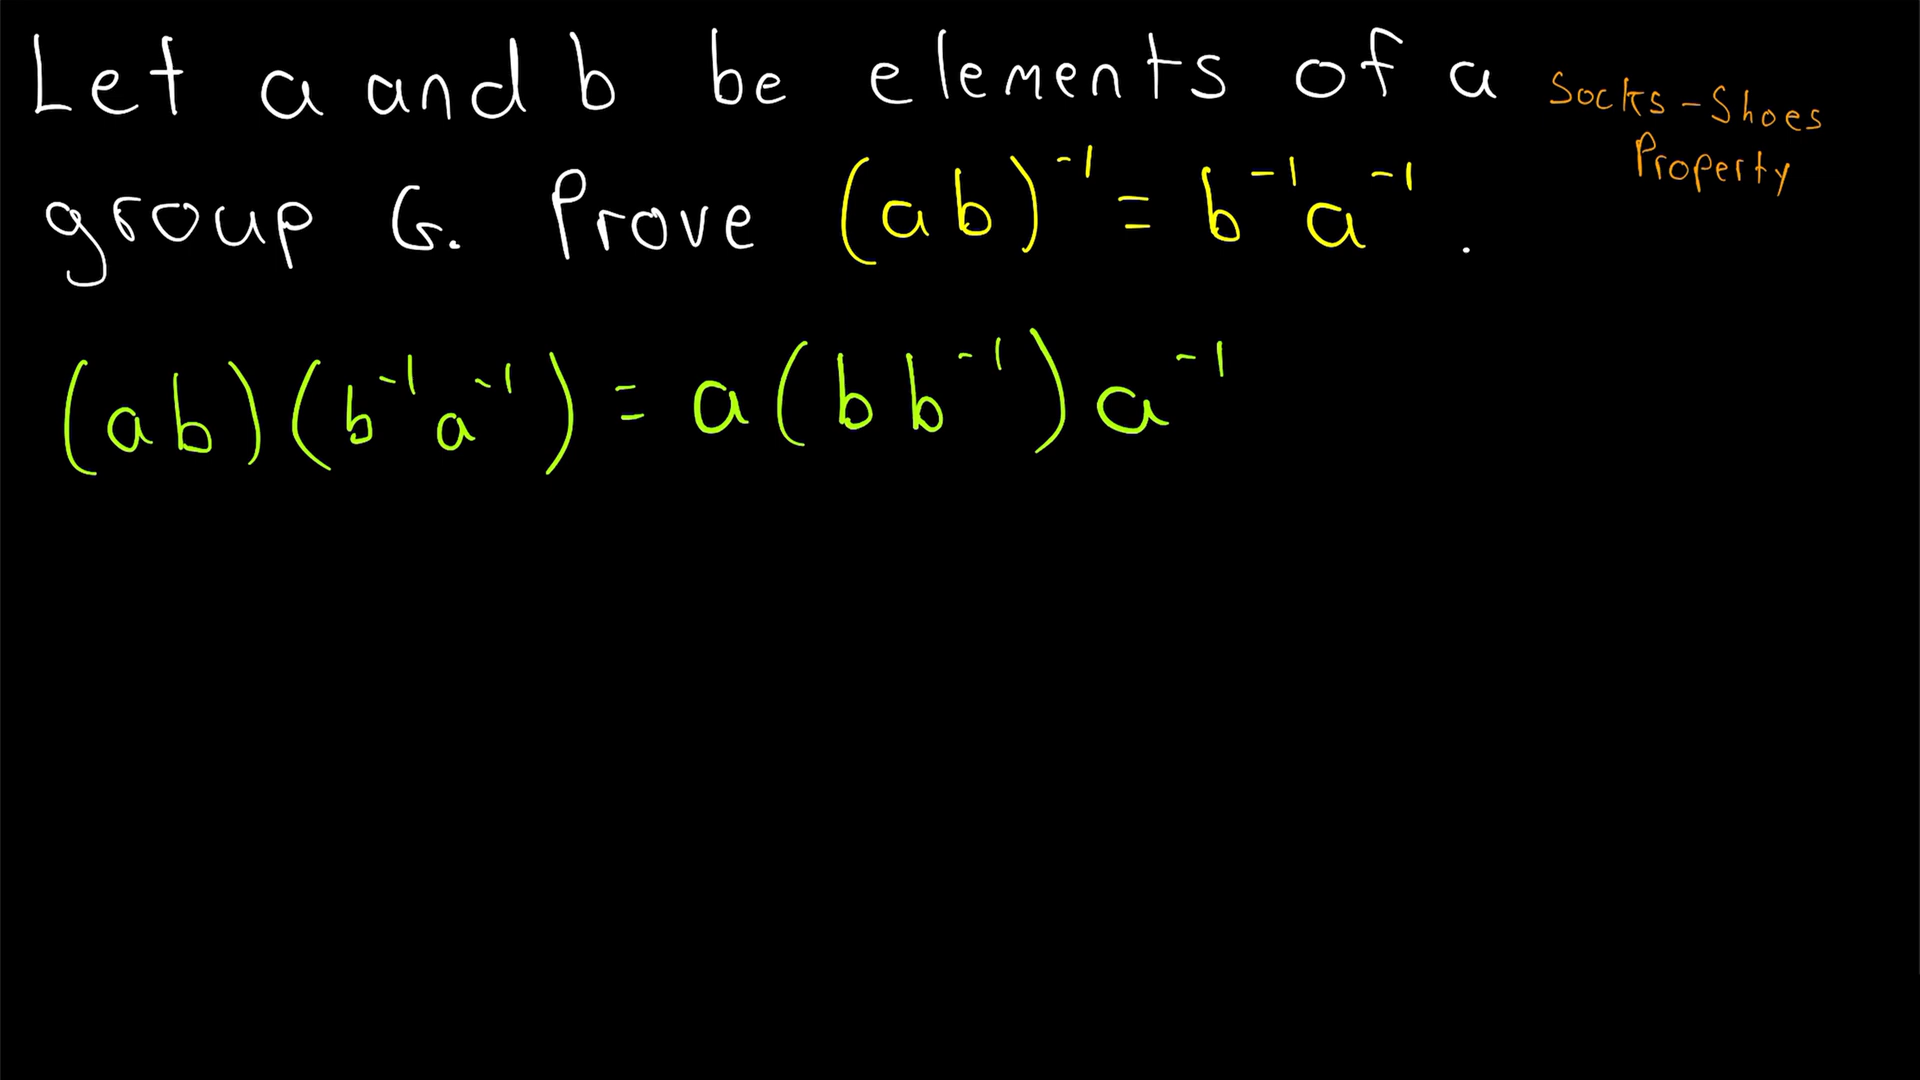 Let a and b be elements of a
group G. Prove (ab)⁻¹ = b⁻¹a⁻¹.
Socks-Shoes
Property
(ab)(b⁻¹a⁻¹) = a(bb⁻¹)a⁻¹